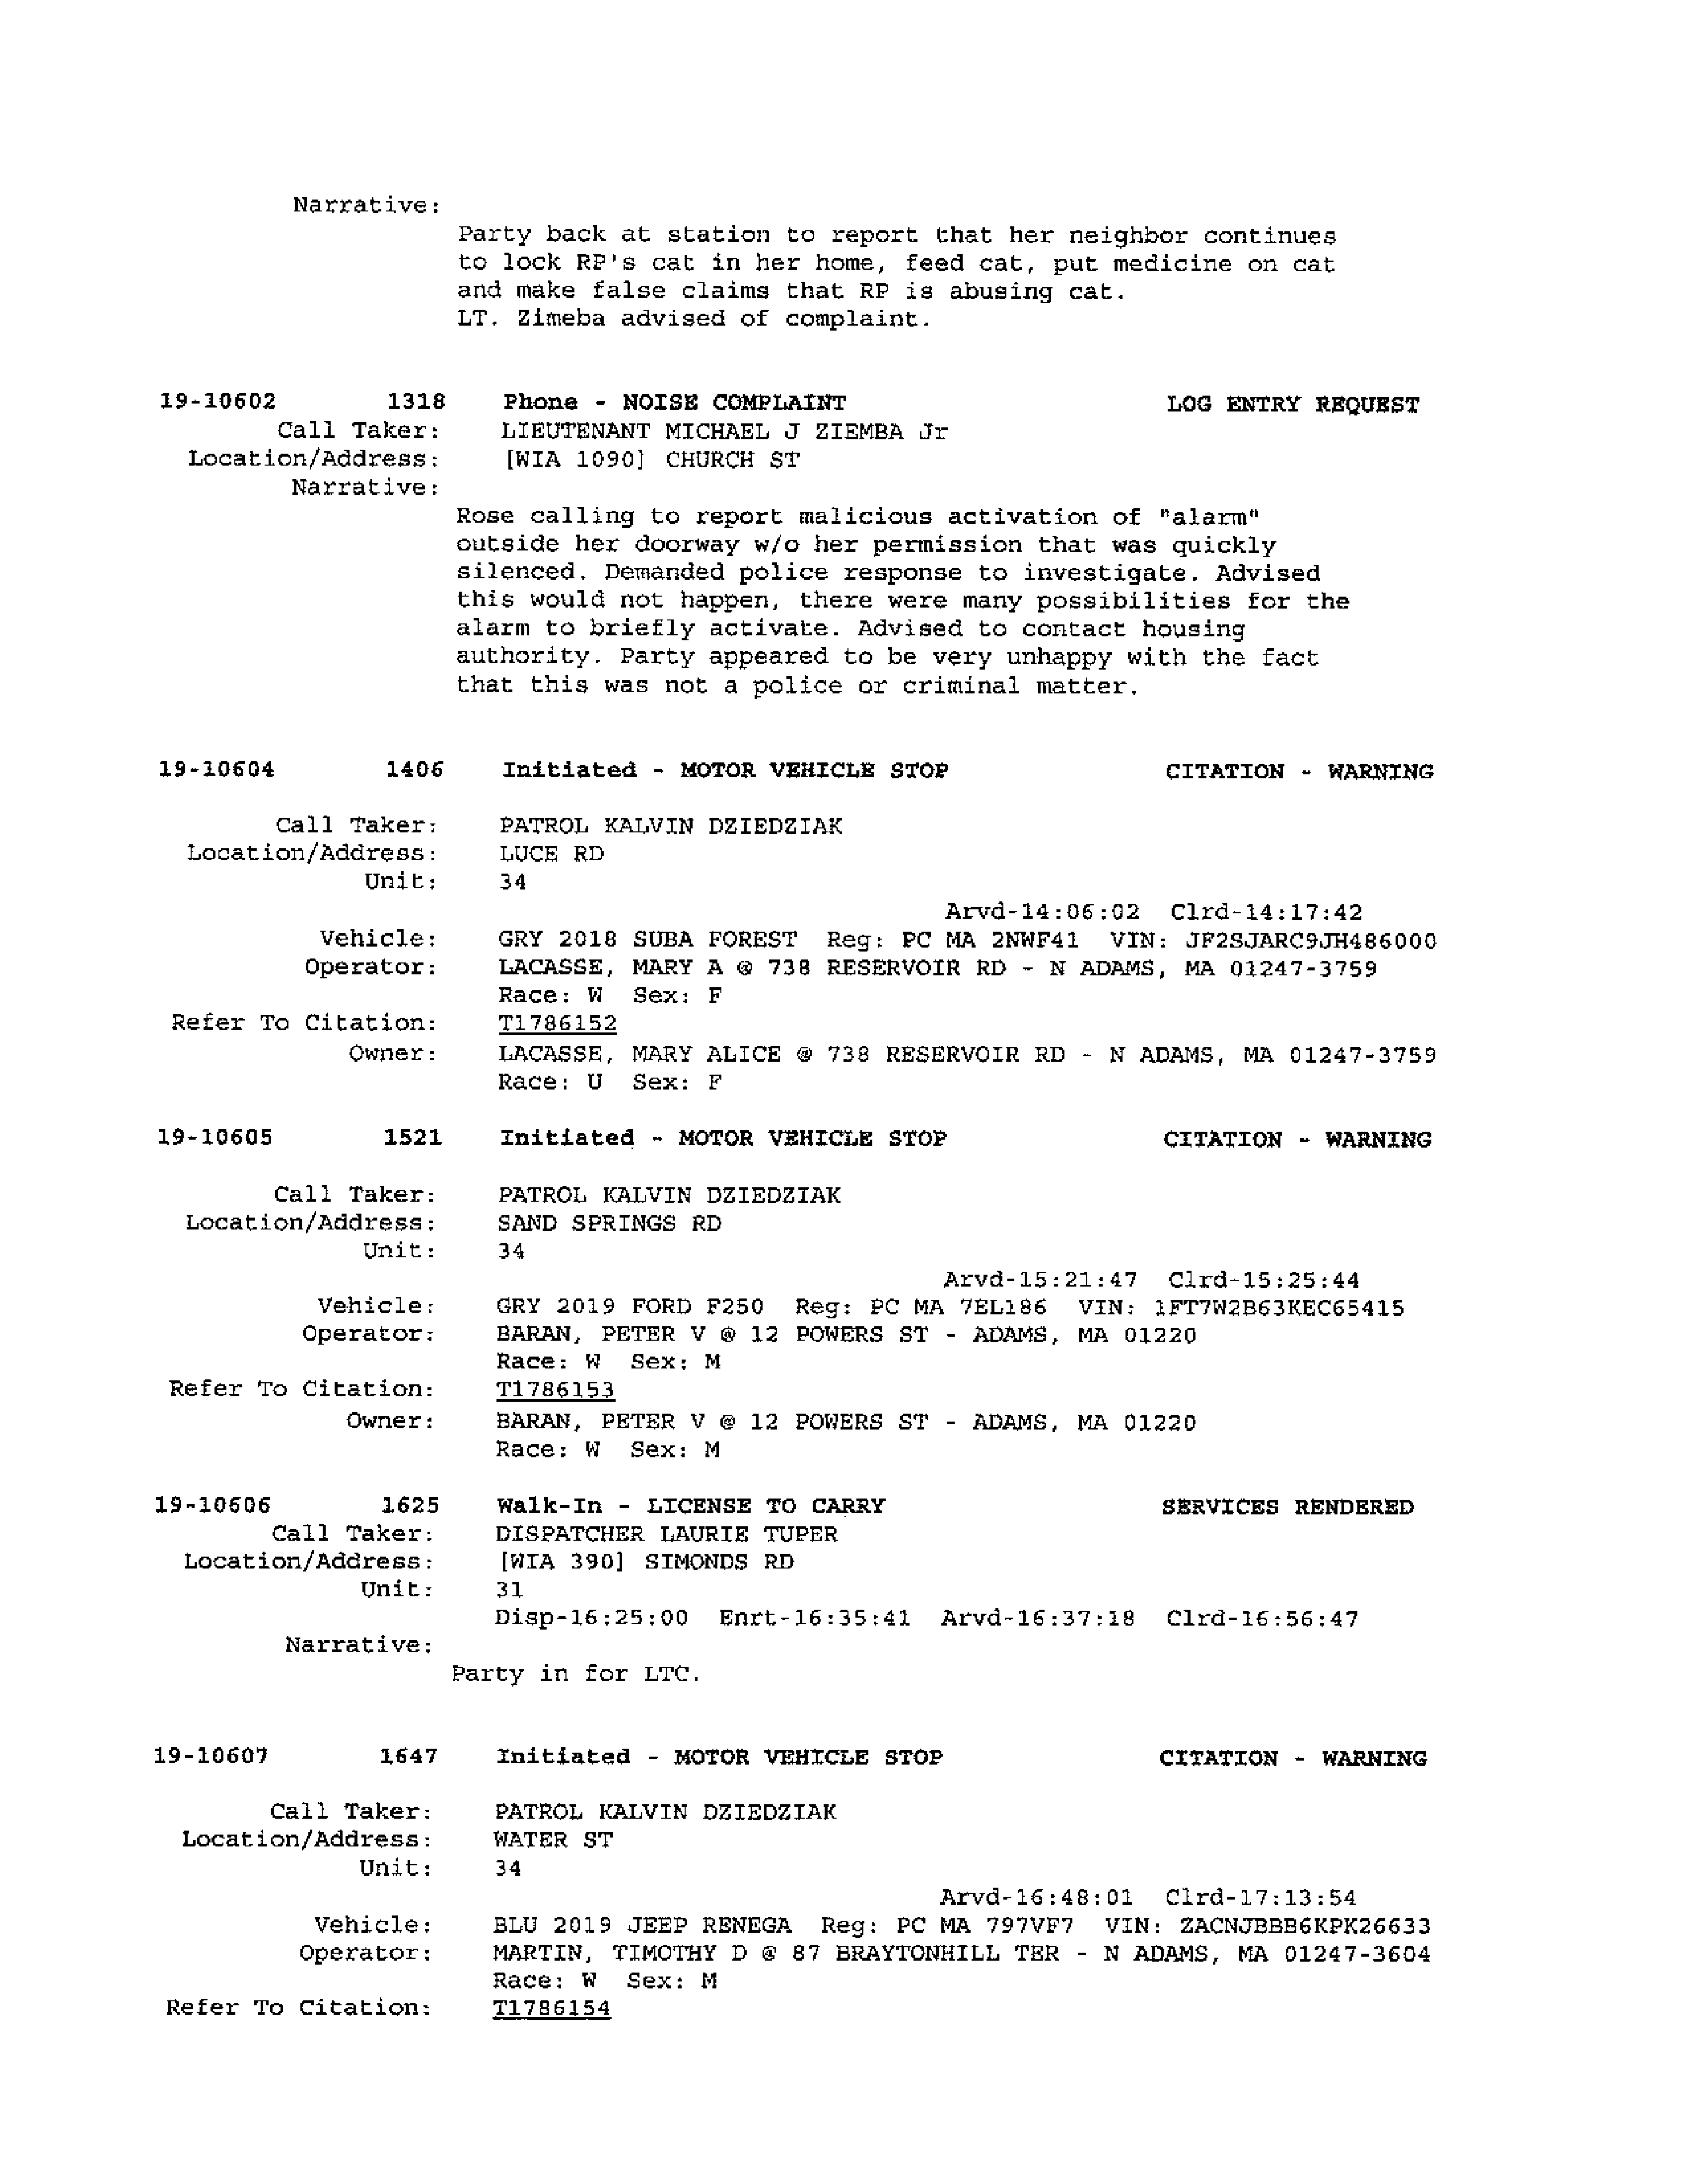 Narrative:
Party back at station to report that her neighbor continues
to lock RP's cat in her home, feed cat, put medicine on cat
and make false claims that RP is abusing cat.
LT. Zimeba advised of complaint.
19-10602 1318 Phone - NOISE COMPLAINT LOG ENTRY REQUEST
Call Taker: LIEUTENANT MICHAEL J ZIEMBA Jr
Location/Address: [WIA 1090] CHURCH ST
Narrative:
Rose calling to report malicious activation of "alarm"
outside her doorway w/o her permission that was quickly
silenced. Demanded police response to investigate. Advised
this would not happen, there were many possibilities for the
alarm to briefly activate. Advised to contact housing
authority. Party appeared to be very unhappy with the fact
that this was not a police or criminal matter.
19-10604 1406 Initiated - MOTOR VEHICLE STOP CITATION - WARNING
Call Taker: PATROL KALVIN DZIEDZIAK
Location/Address: LUCE RD
Unit: 34
Arvd-14:06:02 Clrd-14:17:42
Vehicle: GRY 2018 SUBA FOREST Reg: PC MA 2NWF41 VIN: JF2SJARC9JH486000
Operator: LACASSE, MARY A @ 738 RESERVOIR RD - N ADAMS, MA 01247-3759
Race: W Sex: F
Refer To Citation: T1786152
Owner: LACASSE, MARY ALICE @ 738 RESERVOIR RD - N ADAMS, MA 01247-3759
Race: U Sex: F
19-10605 1521 Initiated - MOTOR VEHICLE STOP CITATION - WARNING
Call Taker: PATROL KALVIN DZIEDZIAK
Location/Address: SAND SPRINGS RD
Unit: 34
Arvd-15:21:47 Clrd-15:25:44
Vehicle: GRY 2019 FORD F250 Reg: PC MA 7EL186 VIN: 1FT7W2B63KEC65415
Operator: BARAN, PETER V @ 12 POWERS ST - ADAMS, MA 01220
Race: W Sex: M
Refer To Citation: T1786153
Owner: BARAN, PETER V @ 12 POWERS ST - ADAMS, MA 01220
Race: W Sex: M
19-10606 1625 Walk-In - LICENSE TO CARRY SERVICES RENDERED
Call Taker: DISPATCHER LAURIE TUPER
Location/Address: [WIA 390] SIMONDS RD
Unit: 31
Disp-16:25:00 Enrt-16:35:41 Arvd-16:37:18 Clrd-16:56:47
Narrative:
Party in for LTC.
19-10607 1647 Initiated - MOTOR VEHICLE STOP CITATION - WARNING
Call Taker: PATROL KALVIN DZIEDZIAK
Location/Address: WATER ST
Unit: 34
Arvd-16:48:01 Clrd-17:13:54
Vehicle: BLU 2019 JEEP RENEGA Reg: PC MA 797VF7 VIN: ZACNJBBB6KPK26633
Operator: MARTIN, TIMOTHY D @ 87 BRAYTONHILL TER - N ADAMS, MA 01247-3604
Race: W Sex: M
Refer To Citation: T1786154